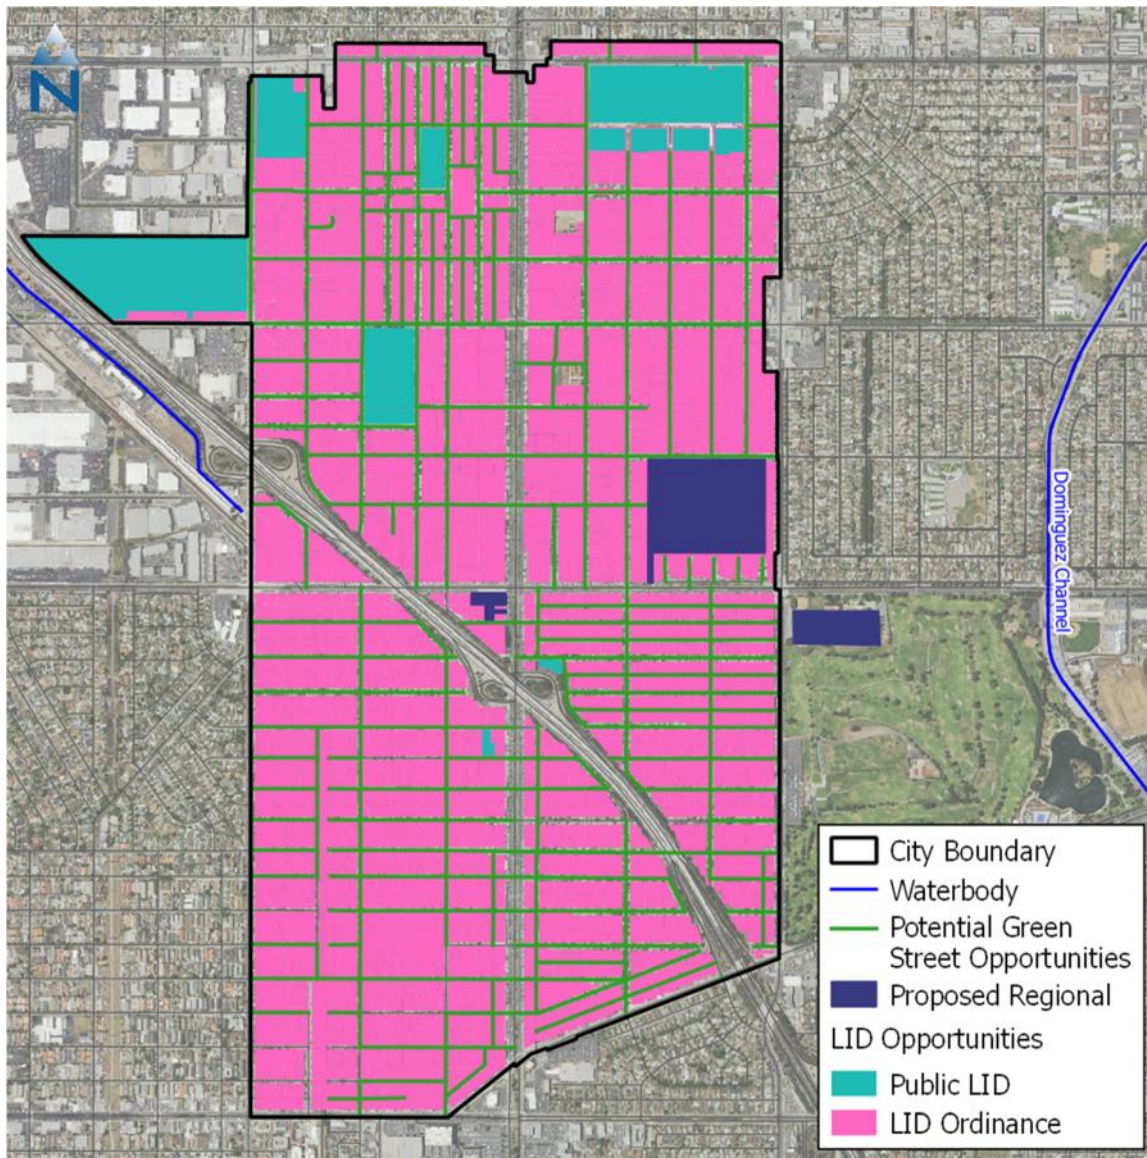 N
Dominguez Channel
City Boundary
Waterbody
Potential Green
Street Opportunities
Proposed Regional
LID Opportunities
Public LID
LID Ordinance